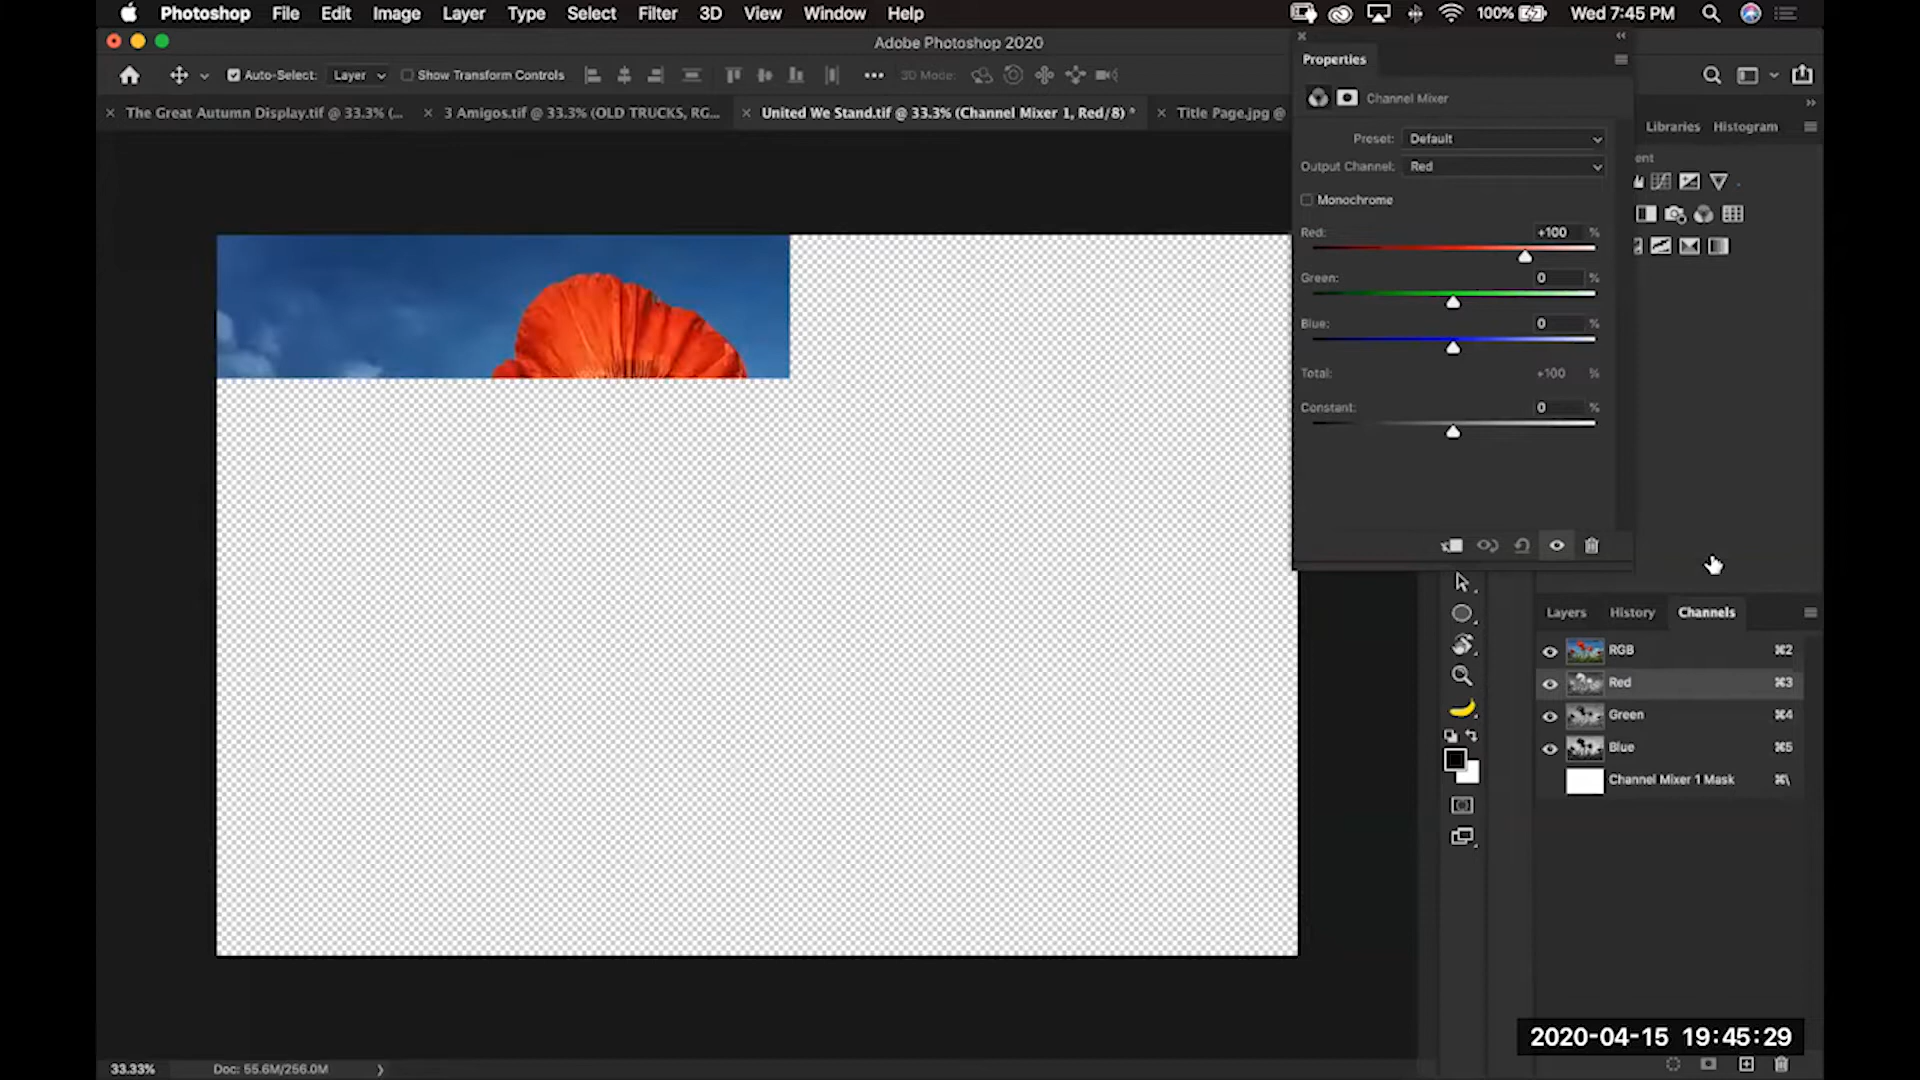 Photoshop File Edit Image Layer Type Select Filter 3D View Window Help 100% Wed 7:45 PM
Adobe Photoshop 2020
Auto-Select: Layer Show Transform Controls 3D Mode:
The Great Autumn Display.tif @ 33.3% (... 3 Amigos.tif @ 33.3% (OLD TRUCKS, RG... United We Stand.tif @ 33.3% (Channel Mixer 1, Red/8) * Title Page.jpg @
Properties
Channel Mixer
Preset: Default
Output Channel: Red
Monochrome
Red: +100 %
Green: 0 %
Blue: 0 %
Total: +100 %
Constant: 0 %
Libraries Histogram
ent
Layers History Channels
RGB ⌘2
Red ⌘3
Green ⌘4
Blue ⌘5
Channel Mixer 1 Mask ⌘\
2020-04-15 19:45:29
33.33% Doc: 55.6M/256.0M